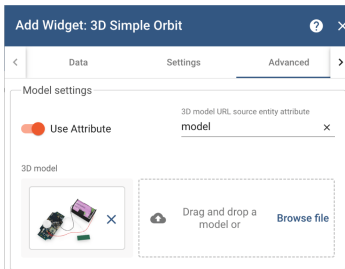 Add Widget: 3D Simple Orbit
Data Settings Advanced
Model settings
Use Attribute
3D model URL source entity attribute
model
3D model
Drag and drop a
model or
Browse file